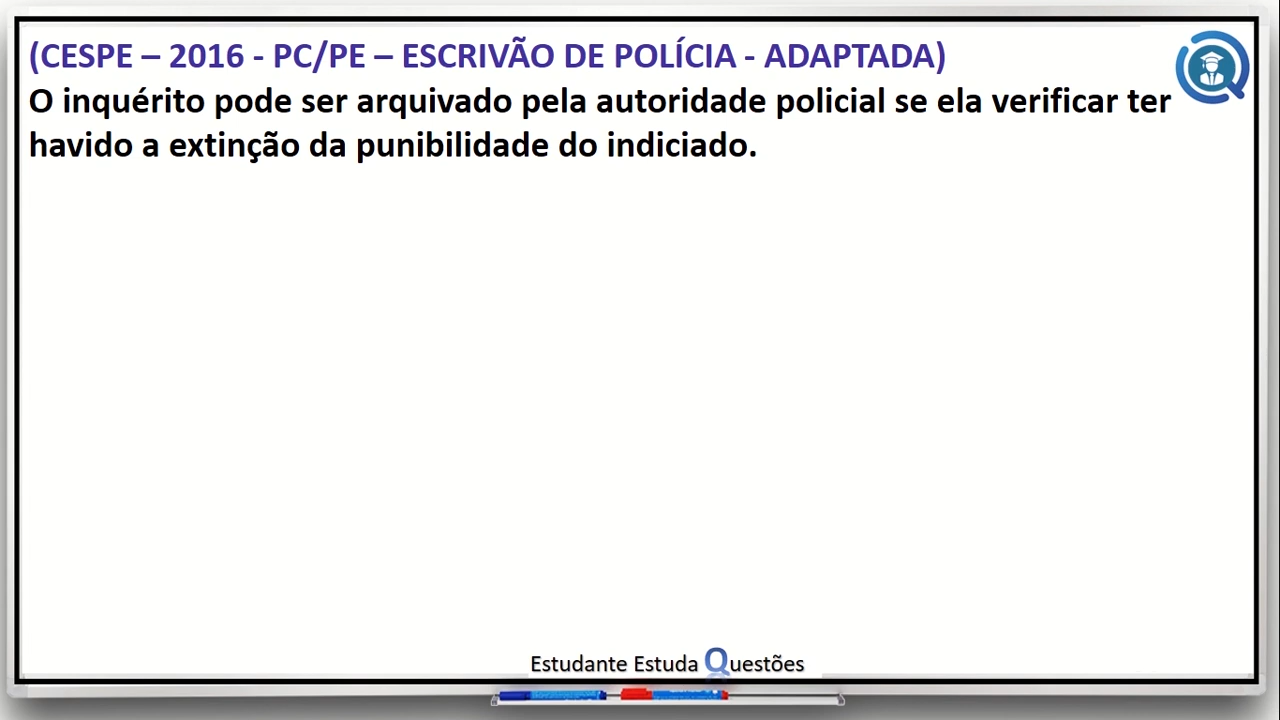 (CESPE – 2016 - PC/PE – ESCRIVÃO DE POLÍCIA - ADAPTADA)
O inquérito pode ser arquivado pela autoridade policial se ela verificar ter
havido a extinção da punibilidade do indiciado.
Estudante Estuda Questões